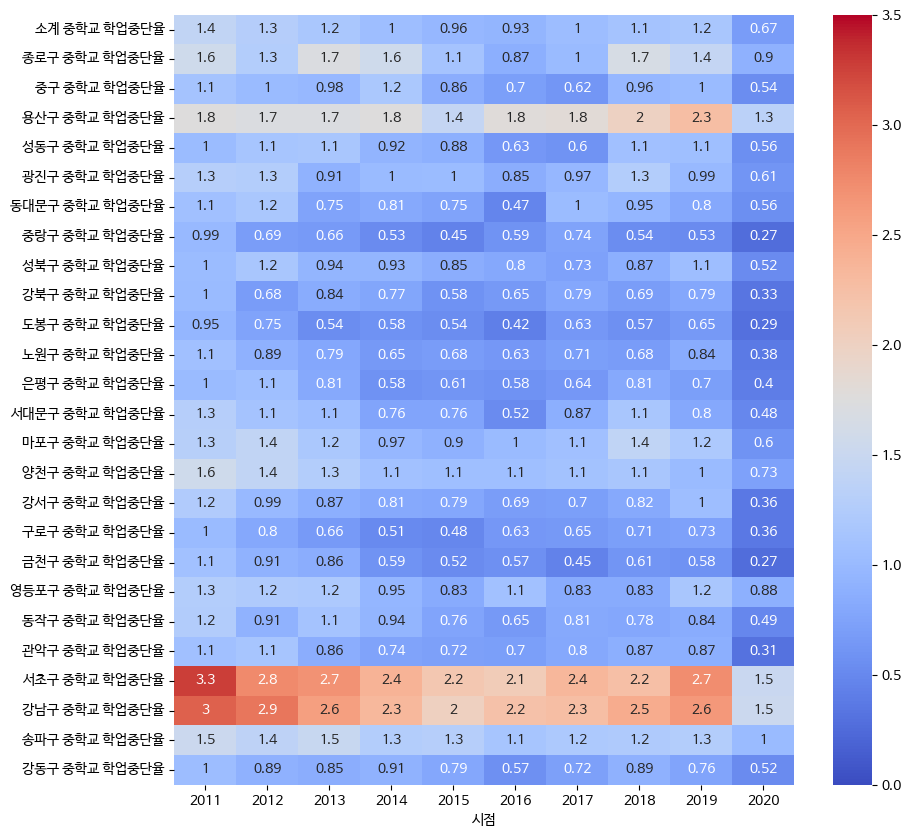 소계 중학교 학업중단율 1.4 1.3 1.2 1 0.96 0.93 1 1.1 1.2 0.67
종로구 중학교 학업중단율 1.6 1.3 1.7 1.6 1.1 0.87 1 1.7 1.4 0.9
중구 중학교 학업중단율 1.1 1 0.98 1.2 0.86 0.7 0.62 0.96 1 0.54
용산구 중학교 학업중단율 1.8 1.7 1.7 1.8 1.4 1.8 1.8 2 2.3 1.3
성동구 중학교 학업중단율 1 1.1 1.1 0.92 0.88 0.63 0.6 1.1 1.1 0.56
광진구 중학교 학업중단율 1.3 1.3 0.91 1 1 0.85 0.97 1.3 0.99 0.61
동대문구 중학교 학업중단율 1.1 1.2 0.75 0.81 0.75 0.47 1 0.95 0.8 0.56
중랑구 중학교 학업중단율 0.99 0.69 0.66 0.53 0.45 0.59 0.74 0.54 0.53 0.27
성북구 중학교 학업중단율 1 1.2 0.94 0.93 0.85 0.8 0.73 0.87 1.1 0.52
강북구 중학교 학업중단율 1 0.68 0.84 0.77 0.58 0.65 0.79 0.69 0.79 0.33
도봉구 중학교 학업중단율 0.95 0.75 0.54 0.58 0.54 0.42 0.63 0.57 0.65 0.29
노원구 중학교 학업중단율 1.1 0.89 0.79 0.65 0.68 0.63 0.71 0.68 0.84 0.38
은평구 중학교 학업중단율 1 1.1 0.81 0.58 0.61 0.58 0.64 0.81 0.7 0.4
서대문구 중학교 학업중단율 1.3 1.1 1.1 0.76 0.76 0.52 0.87 1.1 0.8 0.48
마포구 중학교 학업중단율 1.3 1.4 1.2 0.97 0.9 1 1.1 1.4 1.2 0.6
양천구 중학교 학업중단율 1.6 1.4 1.3 1.1 1.1 1.1 1.1 1.1 1 0.73
강서구 중학교 학업중단율 1.2 0.99 0.87 0.81 0.79 0.69 0.7 0.82 1 0.36
구로구 중학교 학업중단율 1 0.8 0.66 0.51 0.48 0.63 0.65 0.71 0.73 0.36
금천구 중학교 학업중단율 1.1 0.91 0.86 0.59 0.52 0.57 0.45 0.61 0.58 0.27
영등포구 중학교 학업중단율 1.3 1.2 1.2 0.95 0.83 1.1 0.83 0.83 1.2 0.88
동작구 중학교 학업중단율 1.2 0.91 1.1 0.94 0.76 0.65 0.81 0.78 0.84 0.49
관악구 중학교 학업중단율 1.1 1.1 0.86 0.74 0.72 0.7 0.8 0.87 0.87 0.31
서초구 중학교 학업중단율 3.3 2.8 2.7 2.4 2.2 2.1 2.4 2.2 2.7 1.5
강남구 중학교 학업중단율 3 2.9 2.6 2.3 2 2.2 2.3 2.5 2.6 1.5
송파구 중학교 학업중단율 1.5 1.4 1.5 1.3 1.3 1.1 1.2 1.2 1.3 1
강동구 중학교 학업중단율 1 0.89 0.85 0.91 0.79 0.57 0.72 0.89 0.76 0.52
2011 2012 2013 2014 2015 2016 2017 2018 2019 2020
시점
3.5
3.0
2.5
2.0
1.5
1.0
0.5
0.0